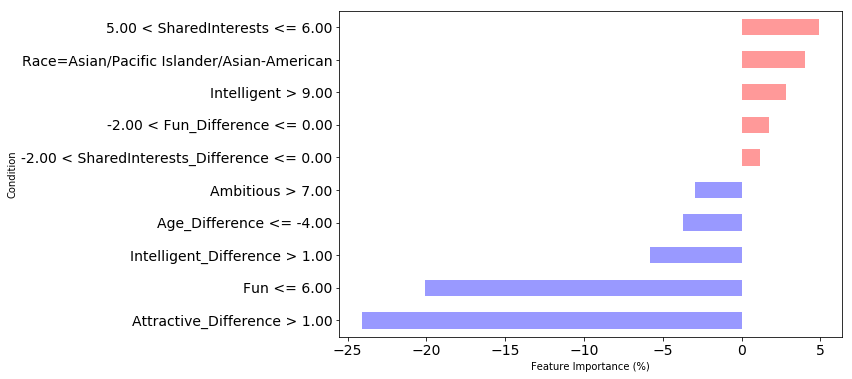 5.00 < SharedInterests <= 6.00
Race=Asian/Pacific Islander/Asian-American
Intelligent > 9.00
-2.00 < Fun_Difference <= 0.00
-2.00 < SharedInterests_Difference <= 0.00
Ambitious > 7.00
Age_Difference <= -4.00
Intelligent_Difference > 1.00
Fun <= 6.00
Attractive_Difference > 1.00
Condition
−25 −20 −15 −10 −5 0 5
Feature Importance (%)